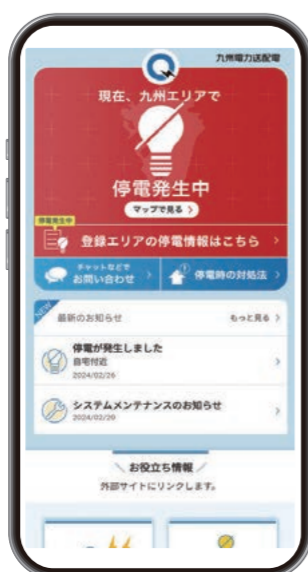 九州電力送配電
現在、九州エリアで
停電発生中
マップで見る
停電発生中
登録エリアの停電情報はこちら
チャットなどで
お問い合わせ
停電時の対処法
NEW
最新のお知らせ
もっと見る
停電が発生しました
自宅付近
2024/02/26
システムメンテナンスのお知らせ
2024/02/20
お役立ち情報
外部サイトにリンクします。